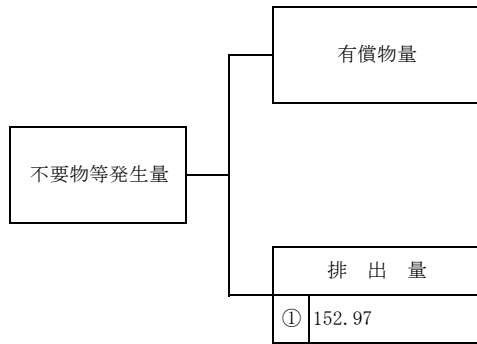 有償物量
不要物等発生量
排 出 量
① 152.97